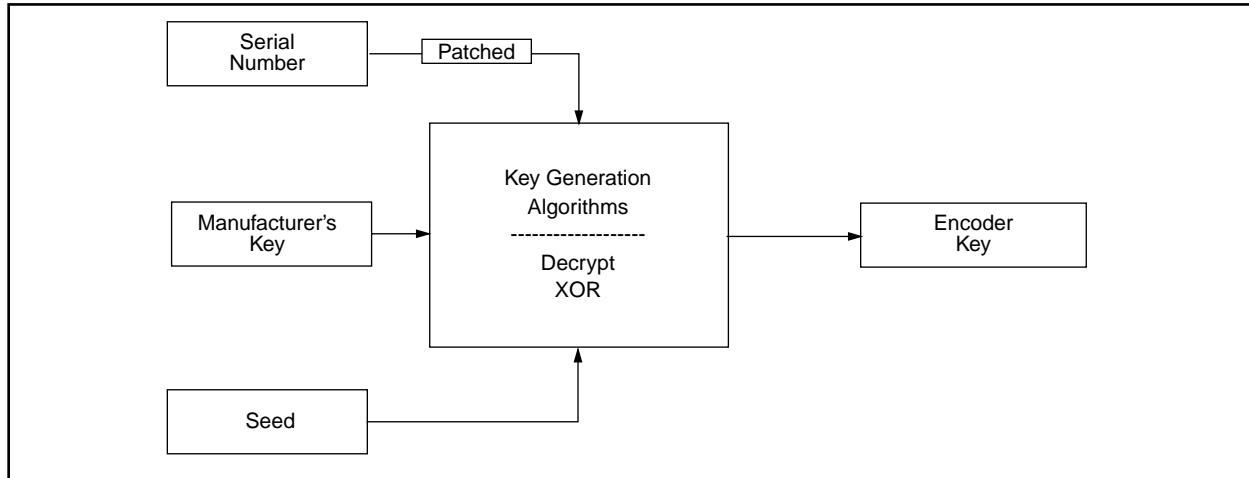 Serial
Number
Patched
Key Generation
Algorithms
--------------------
Decrypt
XOR
Manufacturer’s
Key
Encoder
Key
Seed